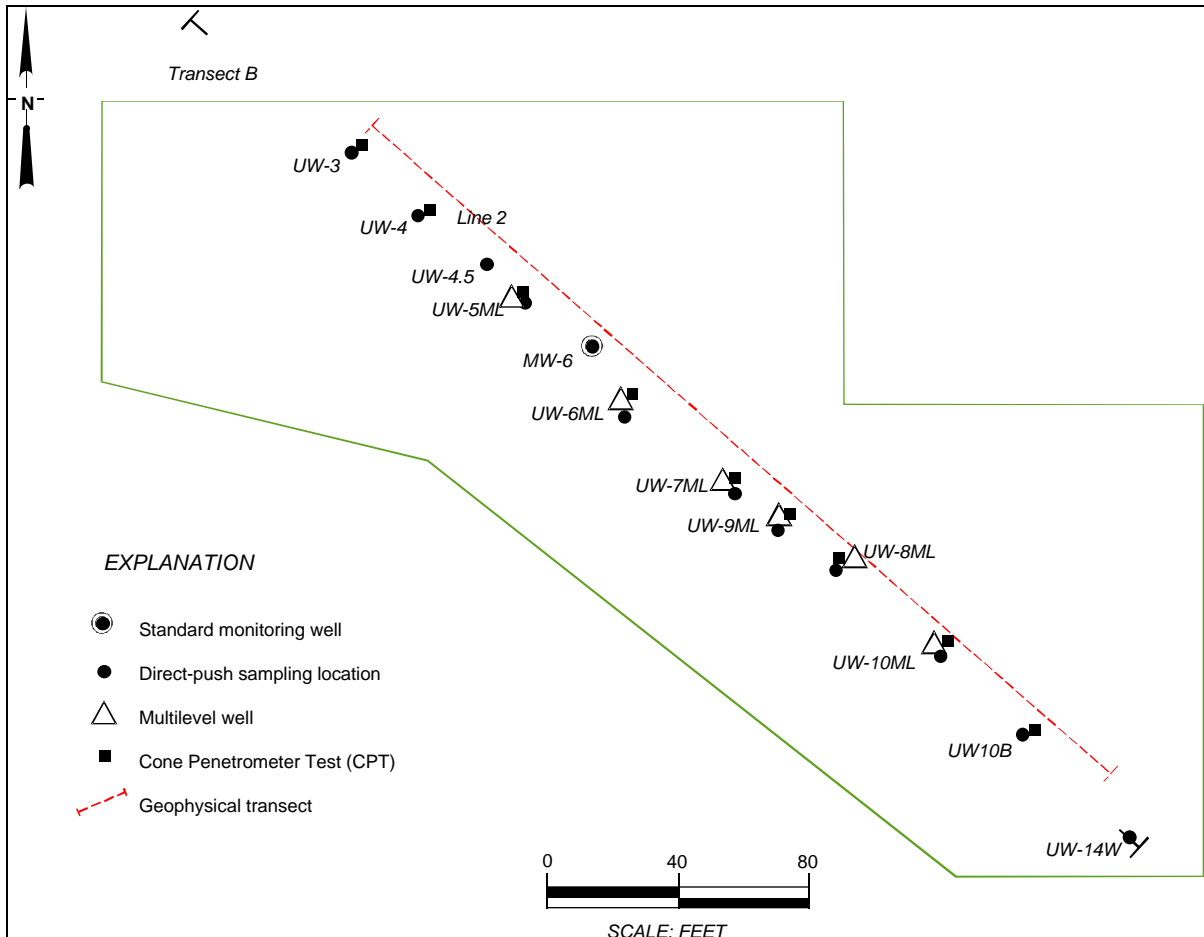 Transect B
N
UW-3
UW-4
Line 2
UW-4.5
UW-5ML
MW-6
UW-6ML
UW-7ML
UW-9ML
UW-8ML
EXPLANATION
Standard monitoring well
UW-10ML
Direct-push sampling location
Multilevel well
UW10B
Cone Penetrometer Test (CPT)
Geophysical transect
UW-14W
0 40 80
SCALE: FEET